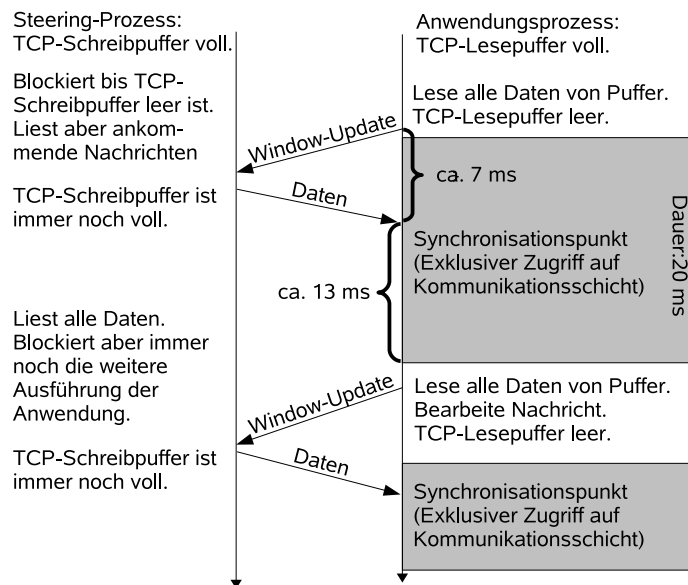 Steering-Prozess:
TCP-Schreibpuffer voll.
Anwendungsprozess:
TCP-Lesepuffer voll.
Blockiert bis TCP-
Schreibpuffer leer ist.
Liest aber ankom-
mende Nachrichten
Lese alle Daten von Puffer.
TCP-Lesepuffer leer.
Window-Update
ca. 7 ms
TCP-Schreibpuffer ist
immer noch voll.
Daten
Synchronisationspunkt
(Exklusiver Zugriff auf
Kommunikationsschicht)
Dauer:20 ms
ca. 13 ms
Liest alle Daten.
Blockiert aber immer
noch die weitere
Ausführung der
Anwendung.
Window-Update
Lese alle Daten von Puffer.
Bearbeite Nachricht.
TCP-Lesepuffer leer.
TCP-Schreibpuffer ist
immer noch voll.
Daten
Synchronisationspunkt
(Exklusiver Zugriff auf
Kommunikationsschicht)